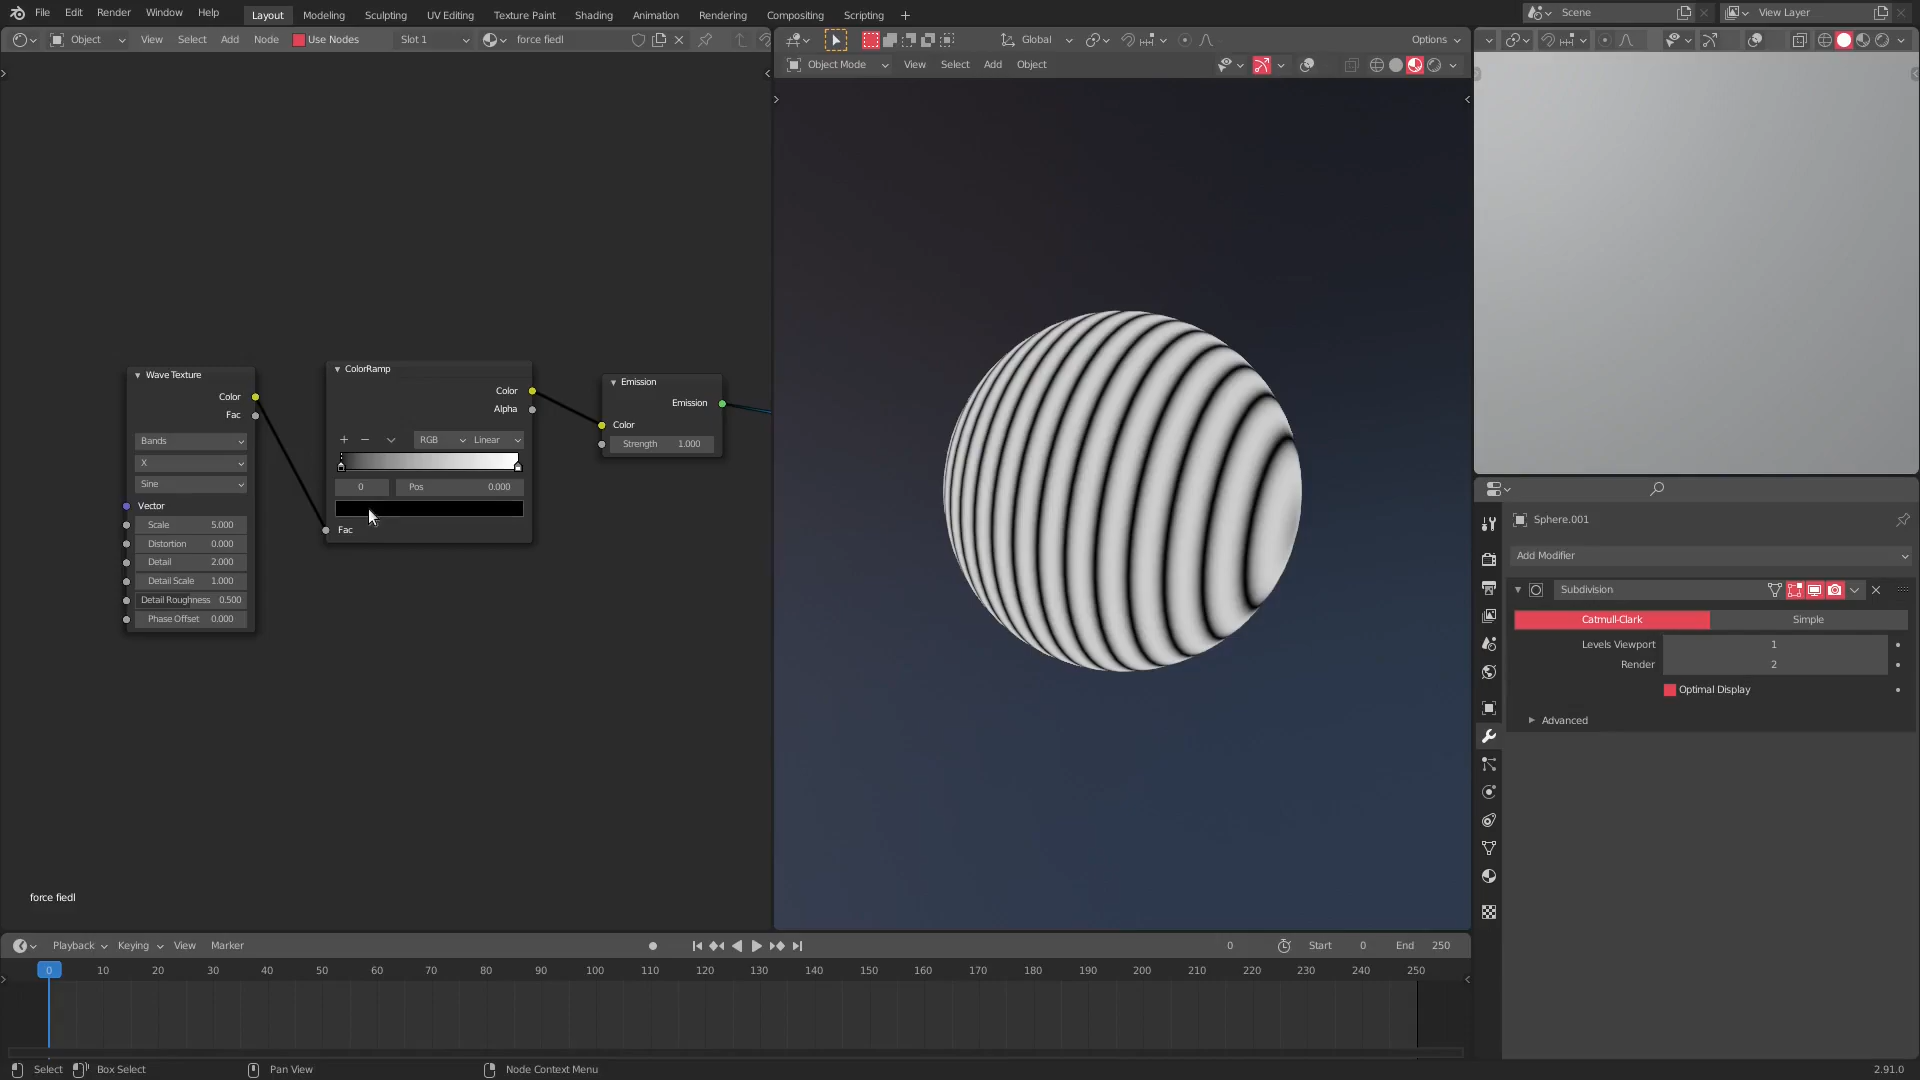 File Edit Render Window Help Layout Modeling Sculpting UV Editing Texture Paint Shading Animation Rendering Compositing Scripting + Scene View Layer
Object View Select Add Node Use Nodes Slot 1 force fiedl
Global Options
Object Mode View Select Add Object
Wave Texture
Color
Fac
Bands
X
Sine
Vector
Scale 5.000
Distortion 0.000
Detail 2.000
Detail Scale 1.000
Detail Roughness 0.500
Phase Offset 0.000
ColorRamp
Color
Alpha
+ − RGB Linear
0 Pos 0.000
Fac
Emission
Emission
Color
Strength 1.000
force fiedl
Sphere.001
Add Modifier
Subdivision
Catmull-Clark Simple
Levels Viewport 1
Render 2
Optimal Display
Advanced
Playback Keying View Marker 0 Start 0 End 250
0 10 20 30 40 50 60 70 80 90 100 110 120 130 140 150 160 170 180 190 200 210 220 230 240 250
Select Box Select Pan View Node Context Menu 2.91.0